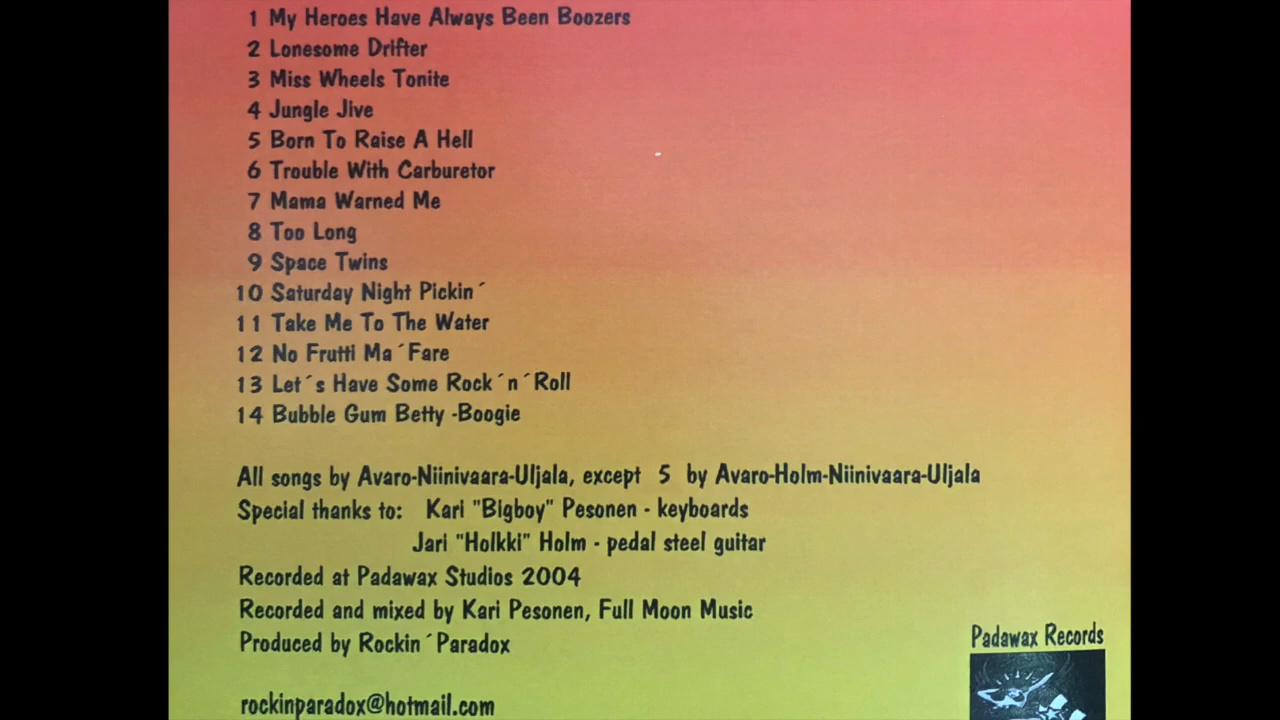 1 My Heroes Have Always Been Boozers
2 Lonesome Drifter
3 Miss Wheels Tonite
4 Jungle Jive
5 Born To Raise A Hell
6 Trouble With Carburetor
7 Mama Warned Me
8 Too Long
9 Space Twins
10 Saturday Night Pickin´
11 Take Me To The Water
12 No Frutti Ma´Fare
13 Let´s Have Some Rock´n´Roll
14 Bubble Gum Betty -Boogie
All songs by Avaro-Niinivaara-Uljala, except 5 by Avaro-Holm-Niinivaara-Uljala
Special thanks to: Kari "Bigboy" Pesonen - keyboards
Jari "Holkki" Holm - pedal steel guitar
Recorded at Padawax Studios 2004
Recorded and mixed by Kari Pesonen, Full Moon Music
Produced by Rockin´Paradox
Padawax Records
rockinparadox@hotmail.com